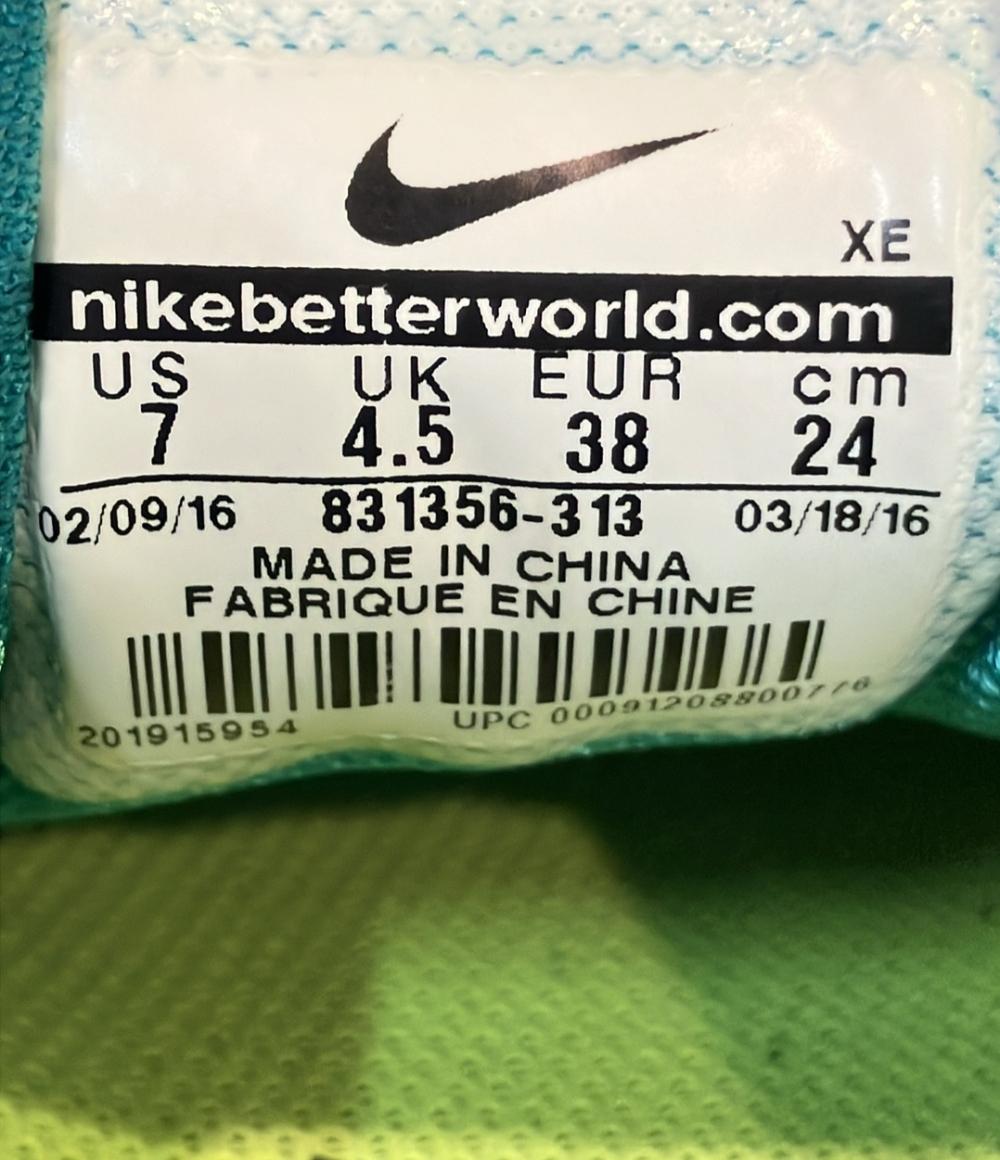 XE
nikebetterworld.com
US UK EUR cm
7 4.5 38 24
02/09/16 831356-313 03/18/16
MADE IN CHINA
FABRIQUE EN CHINE
201915954 UPC 00091208800776